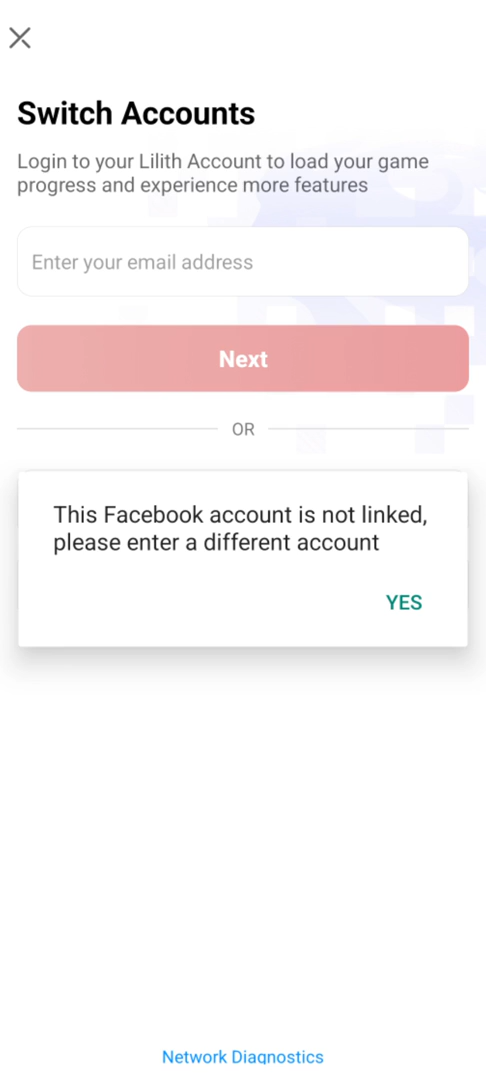 Switch Accounts
Login to your Lilith Account to load your game
progress and experience more features
Enter your email address
Next
OR
This Facebook account is not linked,
please enter a different account
YES
Network Diagnostics